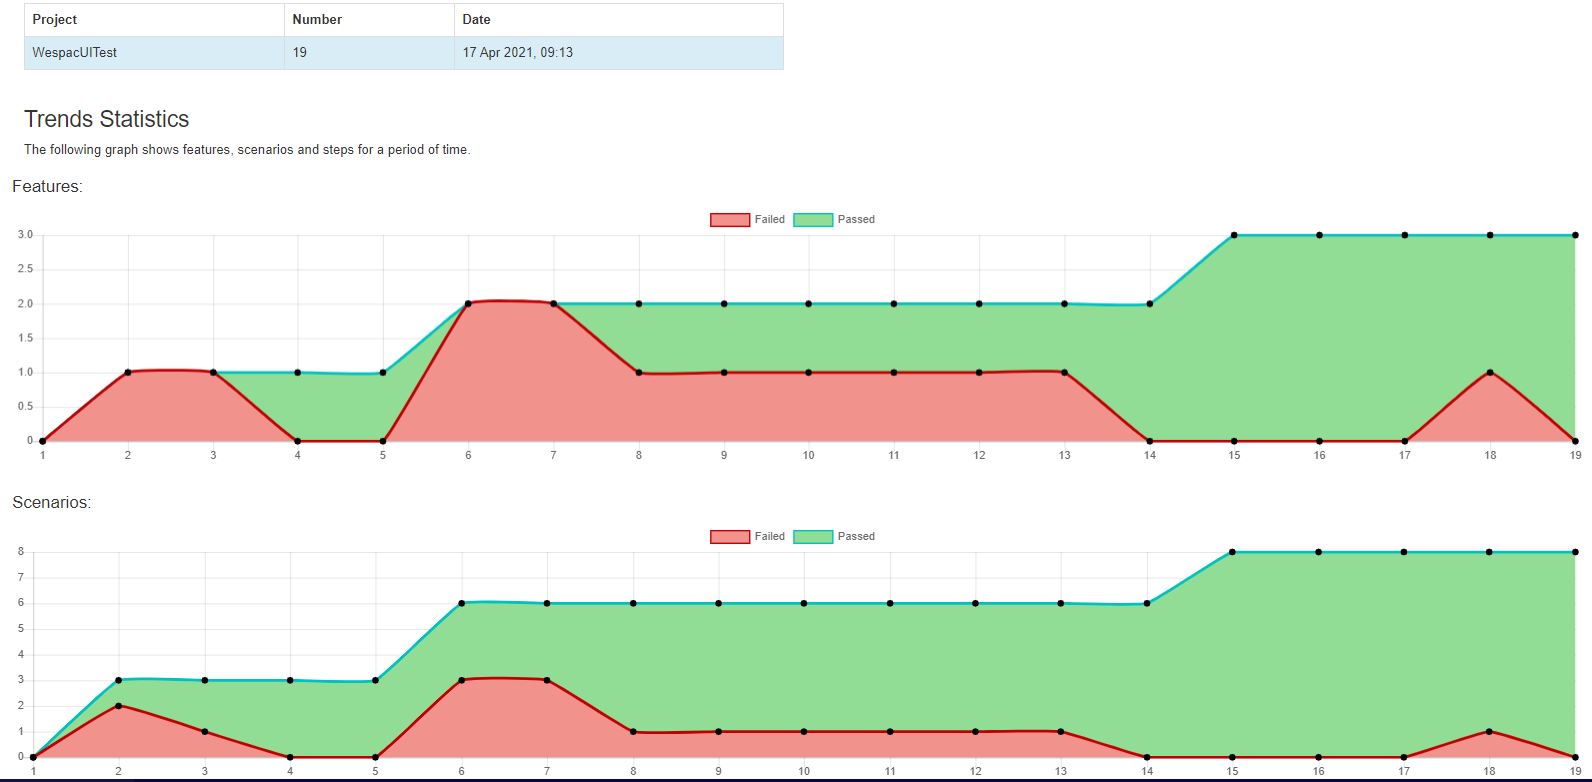 Project Number Date
WespacUITest 19 17 Apr 2021, 09:13
Trends Statistics
The following graph shows features, scenarios and steps for a period of time.
Features:
Failed Passed
3.0
2.5
2.0
1.5
1.0
0.5
0
1 2 3 4 5 6 7 8 9 10 11 12 13 14 15 16 17 18 19
Scenarios:
Failed Passed
8
7
6
5
4
3
2
1
0
1 2 3 4 5 6 7 8 9 10 11 12 13 14 15 16 17 18 19